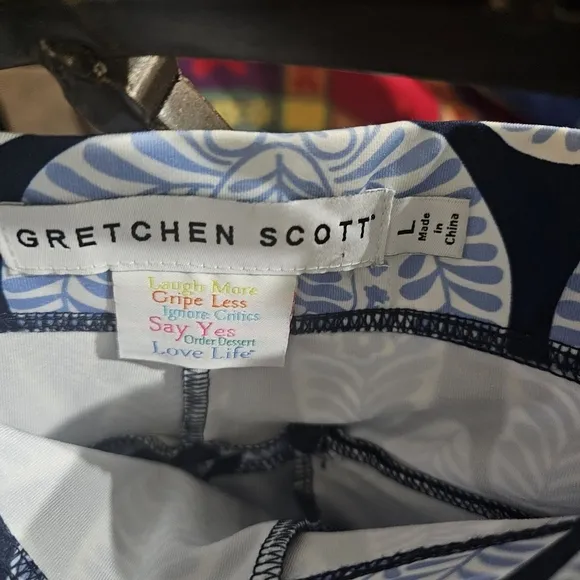 GRETCHEN SCOTT
L
Made
in
China
Laugh More
Gripe Less
Ignore Critics
Say Yes
Order Dessert
Love Life